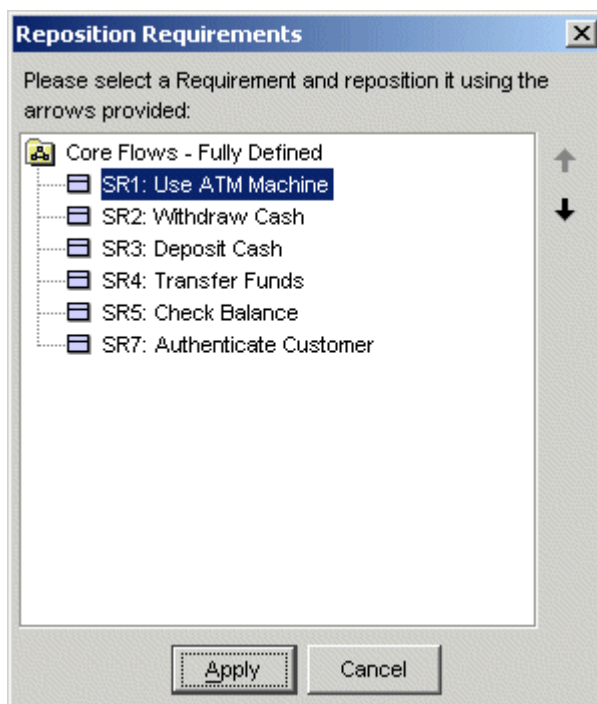 Reposition Requirements
Please select a Requirement and reposition it using the
arrows provided:
Core Flows - Fully Defined
SR1: Use ATM Machine
SR2: Withdraw Cash
SR3: Deposit Cash
SR4: Transfer Funds
SR5: Check Balance
SR7: Authenticate Customer
Apply Cancel